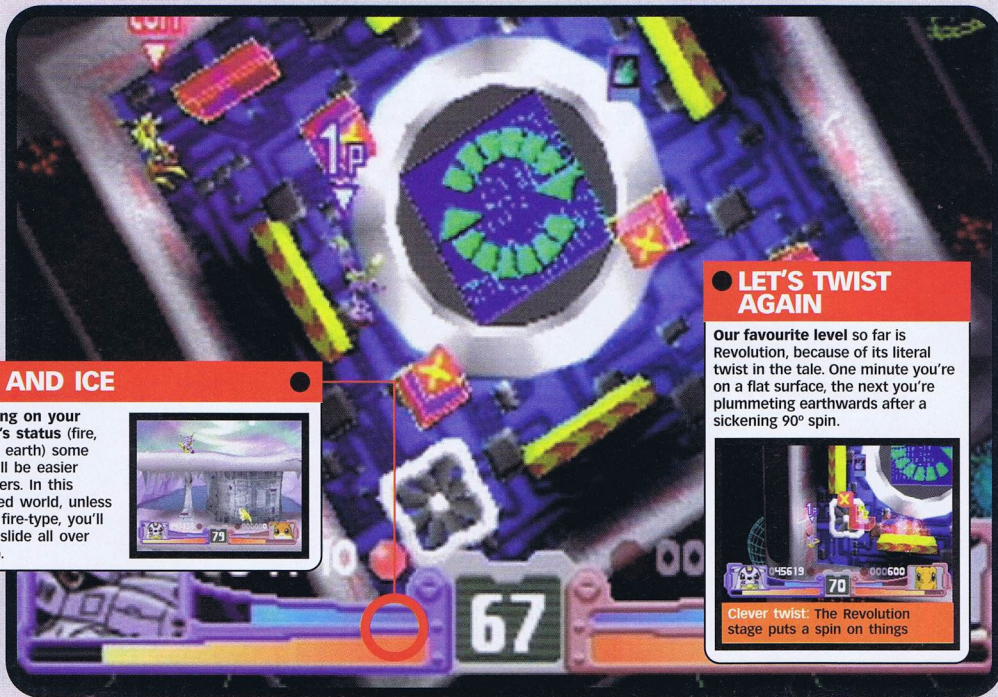 COM
1P
AND ICE
ng on your
's status (fire,
earth) some
ll be easier
ers. In this
ed world, unless
fire-type, you'll
slide all over
79
67
LET'S TWIST
AGAIN
Our favourite level so far is
Revolution, because of its literal
twist in the tale. One minute you're
on a flat surface, the next you're
plummeting earthwards after a
sickening 90º spin.
045619
000600
70
Clever twist: The Revolution
stage puts a spin on things